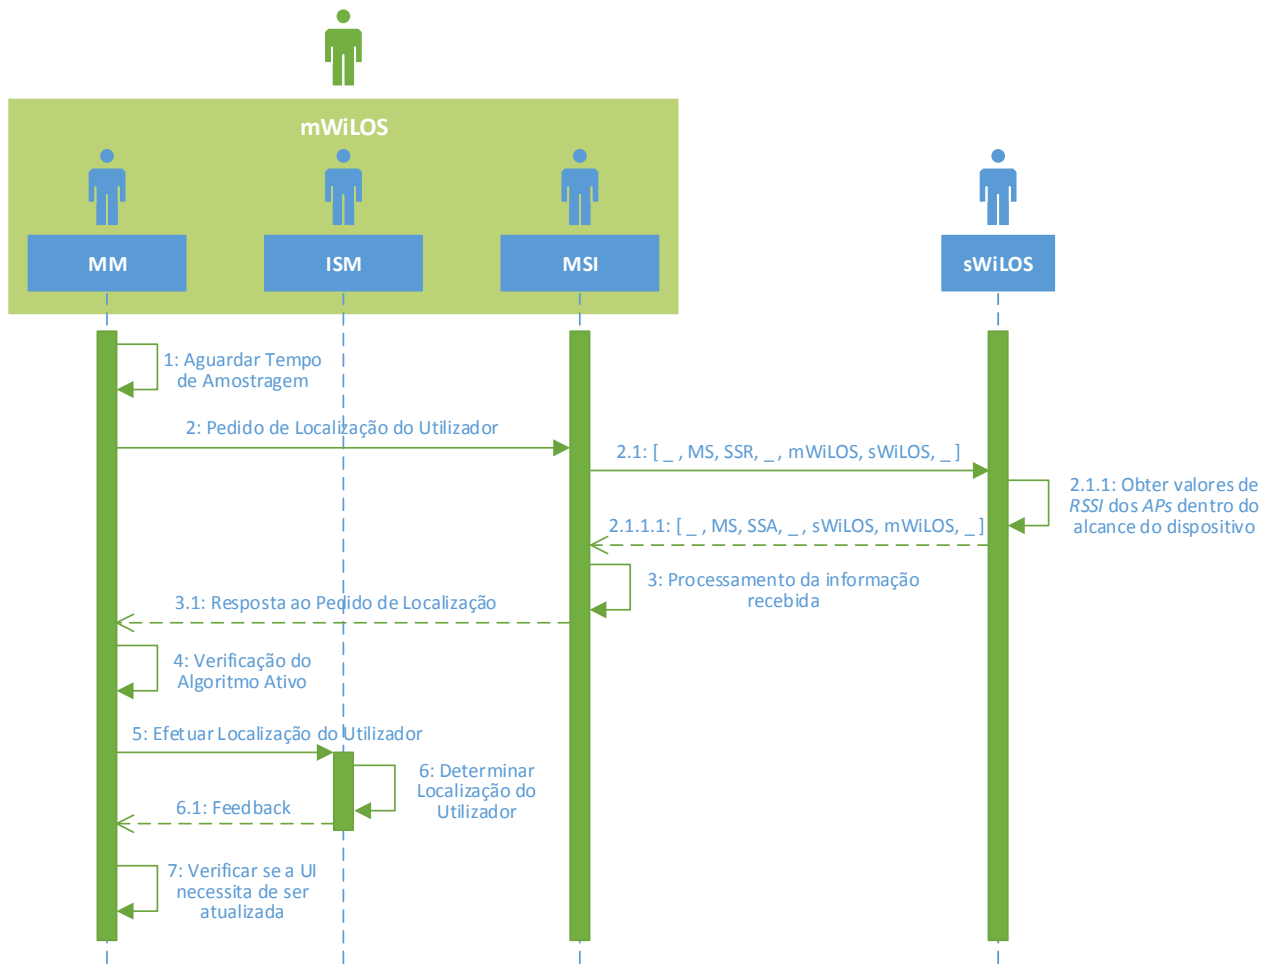 mWiLOS
MM
ISM
MSI
sWiLOS
1: Aguardar Tempo
de Amostragem
2: Pedido de Localização do Utilizador
2.1: [ _ , MS, SSR, _ , mWiLOS, sWiLOS, _ ]
2.1.1: Obter valores de
RSSI dos APs dentro do
alcance do dispositivo
2.1.1.1: [ _ , MS, SSA, _ , sWiLOS, mWiLOS, _ ]
3: Processamento da informação
recebida
3.1: Resposta ao Pedido de Localização
4: Verificação do
Algoritmo Ativo
5: Efetuar Localização do Utilizador
6: Determinar
Localização do
Utilizador
6.1: Feedback
7: Verificar se a UI
necessita de ser
atualizada